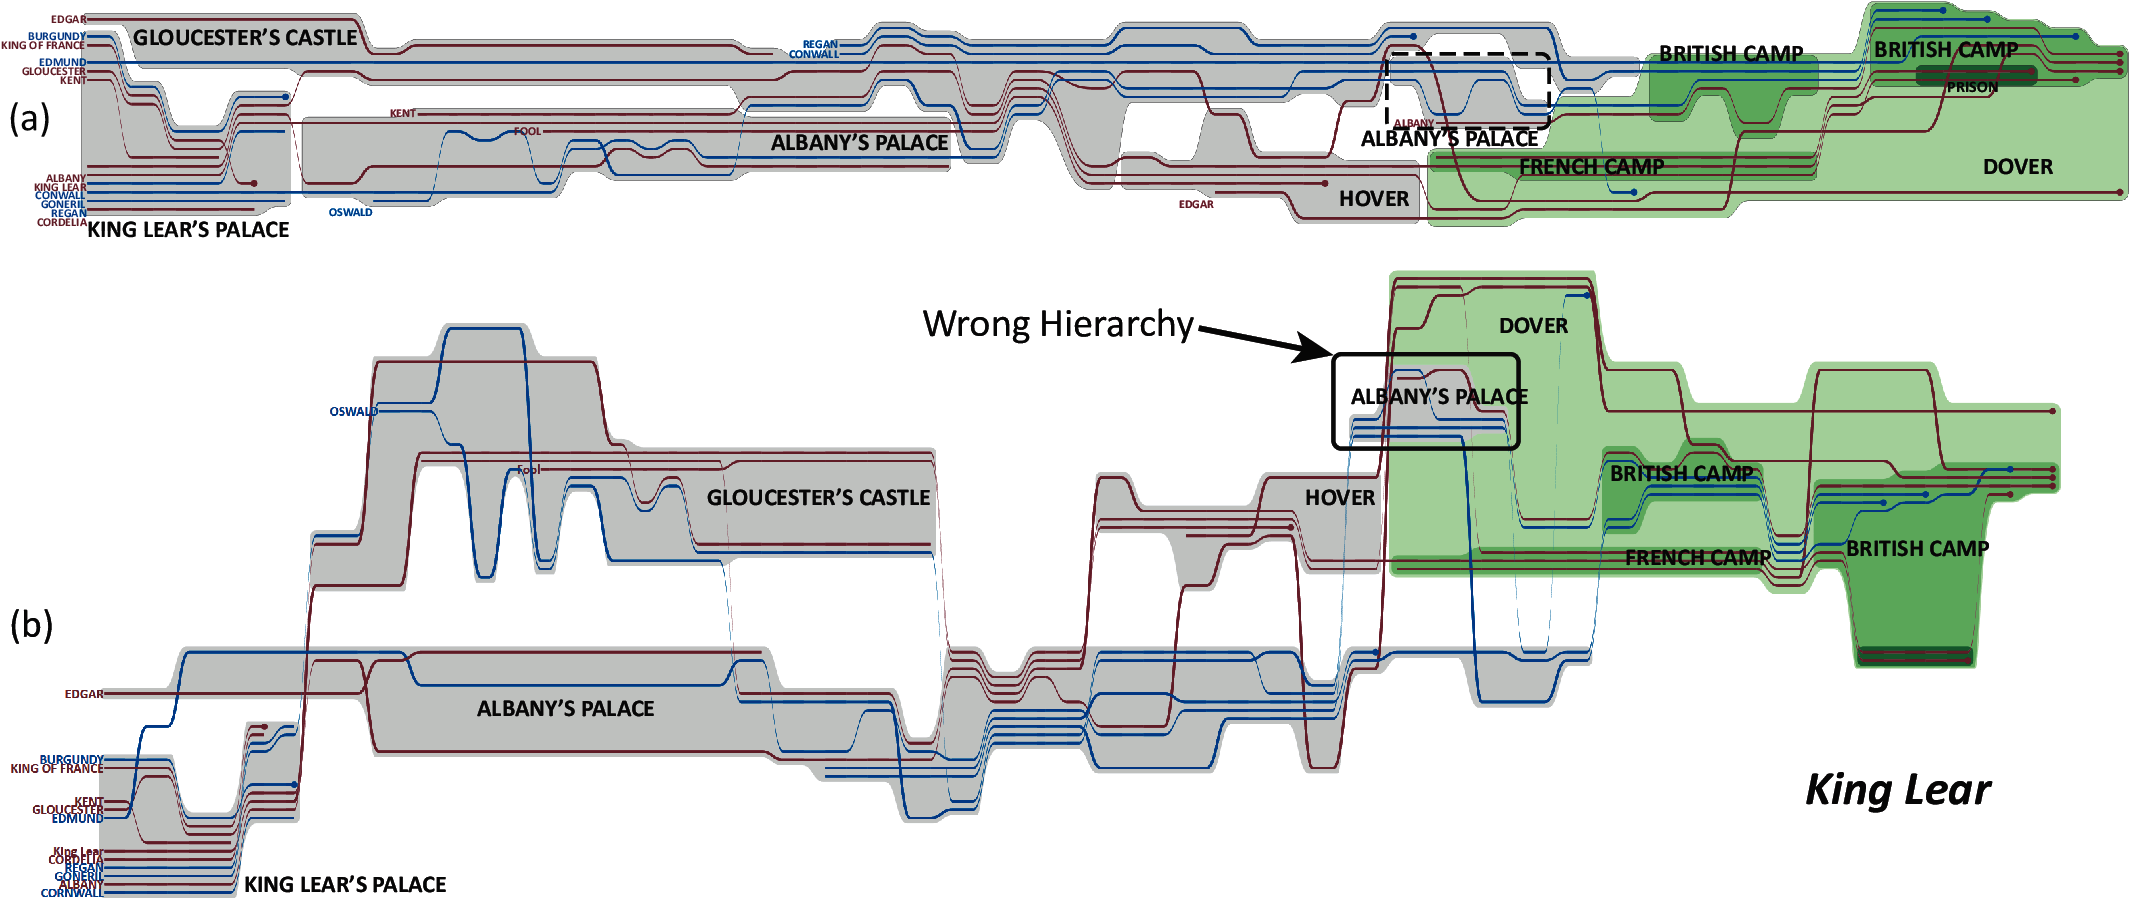 EDGAR
GLOUCESTER'S CASTLE
BURGUNDY
KING OF FRANCE
EDMUND
GLOUCESTER
KENT
REGAN
CONWALL
BRITISH CAMP
BRITISH CAMP
PRISON
(a)
KENT
FOOL
ALBANY'S PALACE
ALBANY
ALBANY'S PALACE
FRENCH CAMP
DOVER
ALBANY
KING LEAR
CONWALL
GONERIL
REGAN
CORDELIA
OSWALD
EDGAR
HOVER
KING LEAR'S PALACE
Wrong Hierarchy
DOVER
ALBANY'S PALACE
OSWALD
Fool
GLOUCESTER'S CASTLE
HOVER
BRITISH CAMP
FRENCH CAMP
BRITISH CAMP
(b)
EDGAR
ALBANY'S PALACE
BURGUNDY
KING OF FRANCE
KENT
GLOUCESTER
EDMUND
King Lear
CORDELIA
REGAN
GONERIL
ALBANY
CORNWALL
KING LEAR'S PALACE
King Lear